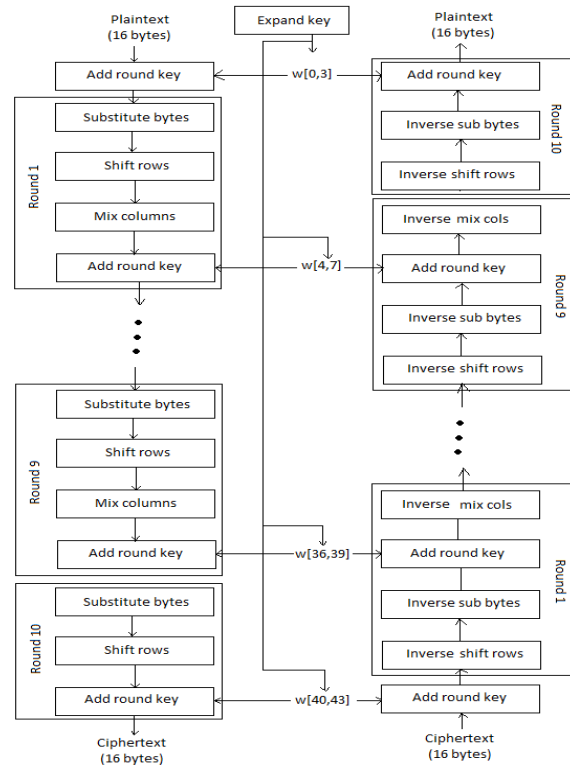 Plaintext
(16 bytes)
Add round key
Round 1
Substitute bytes
Shift rows
Mix columns
Add round key
Round 9
Substitute bytes
Shift rows
Mix columns
Add round key
Round 10
Substitute bytes
Shift rows
Add round key
Ciphertext
(16 bytes)
Expand key
w[0,3]
w[4,7]
w[36,39]
w[40,43]
Plaintext
(16 bytes)
Add round key
Inverse sub bytes
Inverse shift rows
Round 10
Inverse mix cols
Add round key
Inverse sub bytes
Inverse shift rows
Round 9
Inverse mix cols
Add round key
Inverse sub bytes
Inverse shift rows
Round 1
Add round key
Ciphertext
(16 bytes)